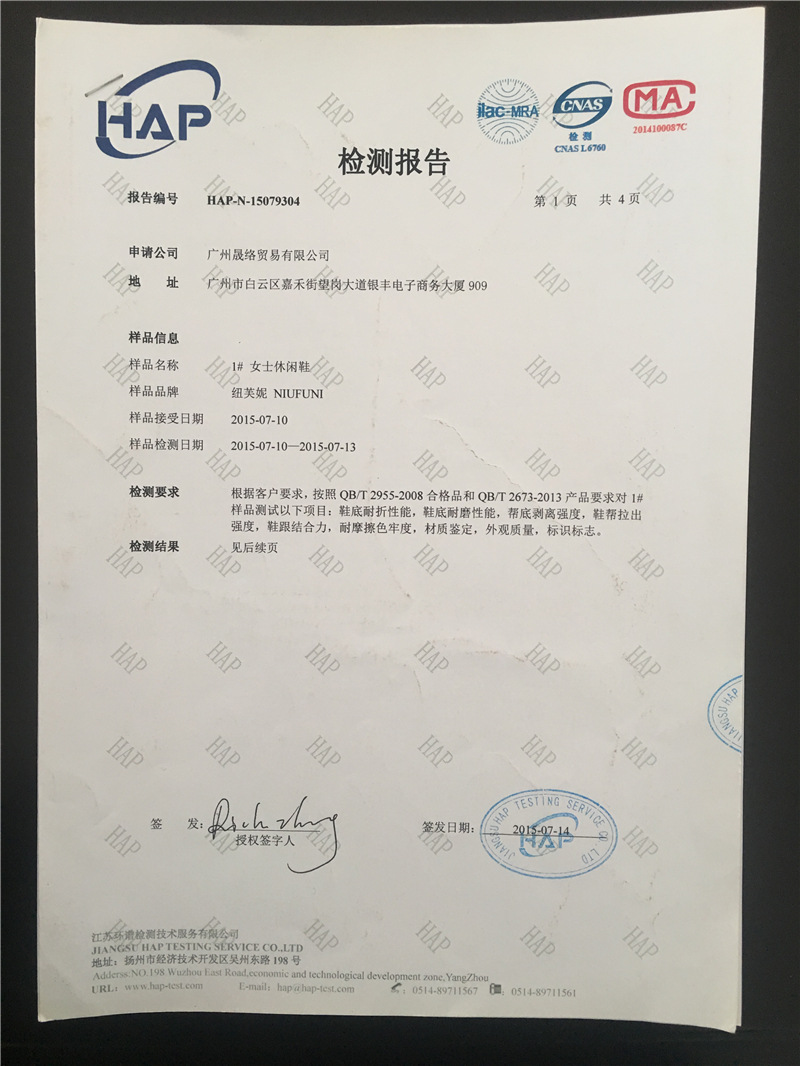 HAP
ilac-MRA
CNAS
检测
CNAS L6760
MA
2014100087C
检测报告
报告编号 HAP-N-15079304 第 1 页 共 4 页
申请公司 广州晟络贸易有限公司
地 址 广州市白云区嘉禾街望岗大道银丰电子商务大厦 909
样品信息
样品名称 1# 女士休闲鞋
样品品牌 纽芙妮 NIUFUNI
样品接受日期 2015-07-10
样品检测日期 2015-07-10—2015-07-13
检测要求 根据客户要求，按照 QB/T 2955-2008 合格品和 QB/T 2673-2013 产品要求对 1#
样品测试以下项目：鞋底耐折性能，鞋底耐磨性能，帮底剥离强度，鞋帮拉出
强度，鞋跟结合力，耐摩擦色牢度，材质鉴定，外观质量，标识标志。
检测结果 见后续页
签 发：
授权签字人
签发日期： 2015-07-14
JIANGSU HAP TESTING SERVICE CO., LTD
HAP
JIANGSU HAP
江苏环谱检测技术服务有限公司
JIANGSU HAP TESTING SERVICE CO.,LTD
地址：扬州市经济技术开发区吴州东路 198 号
Adderss NO.198 Wuzhou East Road,economic and technological development zone,YangZhou
URL: www.hap-test.com E-mail: hap@hap-test.com : 0514-89711567 : 0514-89711561